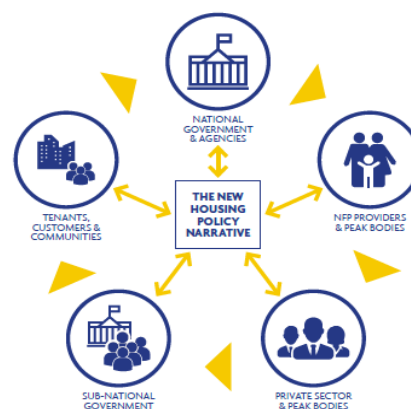 NATIONAL
GOVERNMENT
& AGENCIES
TENANTS,
CUSTOMERS &
COMMUNITIES
THE NEW
HOUSING
POLICY
NARRATIVE
NFP PROVIDERS
& PEAK BODIES
SUB-NATIONAL
GOVERNMENT
PRIVATE SECTOR
& PEAK BODIES